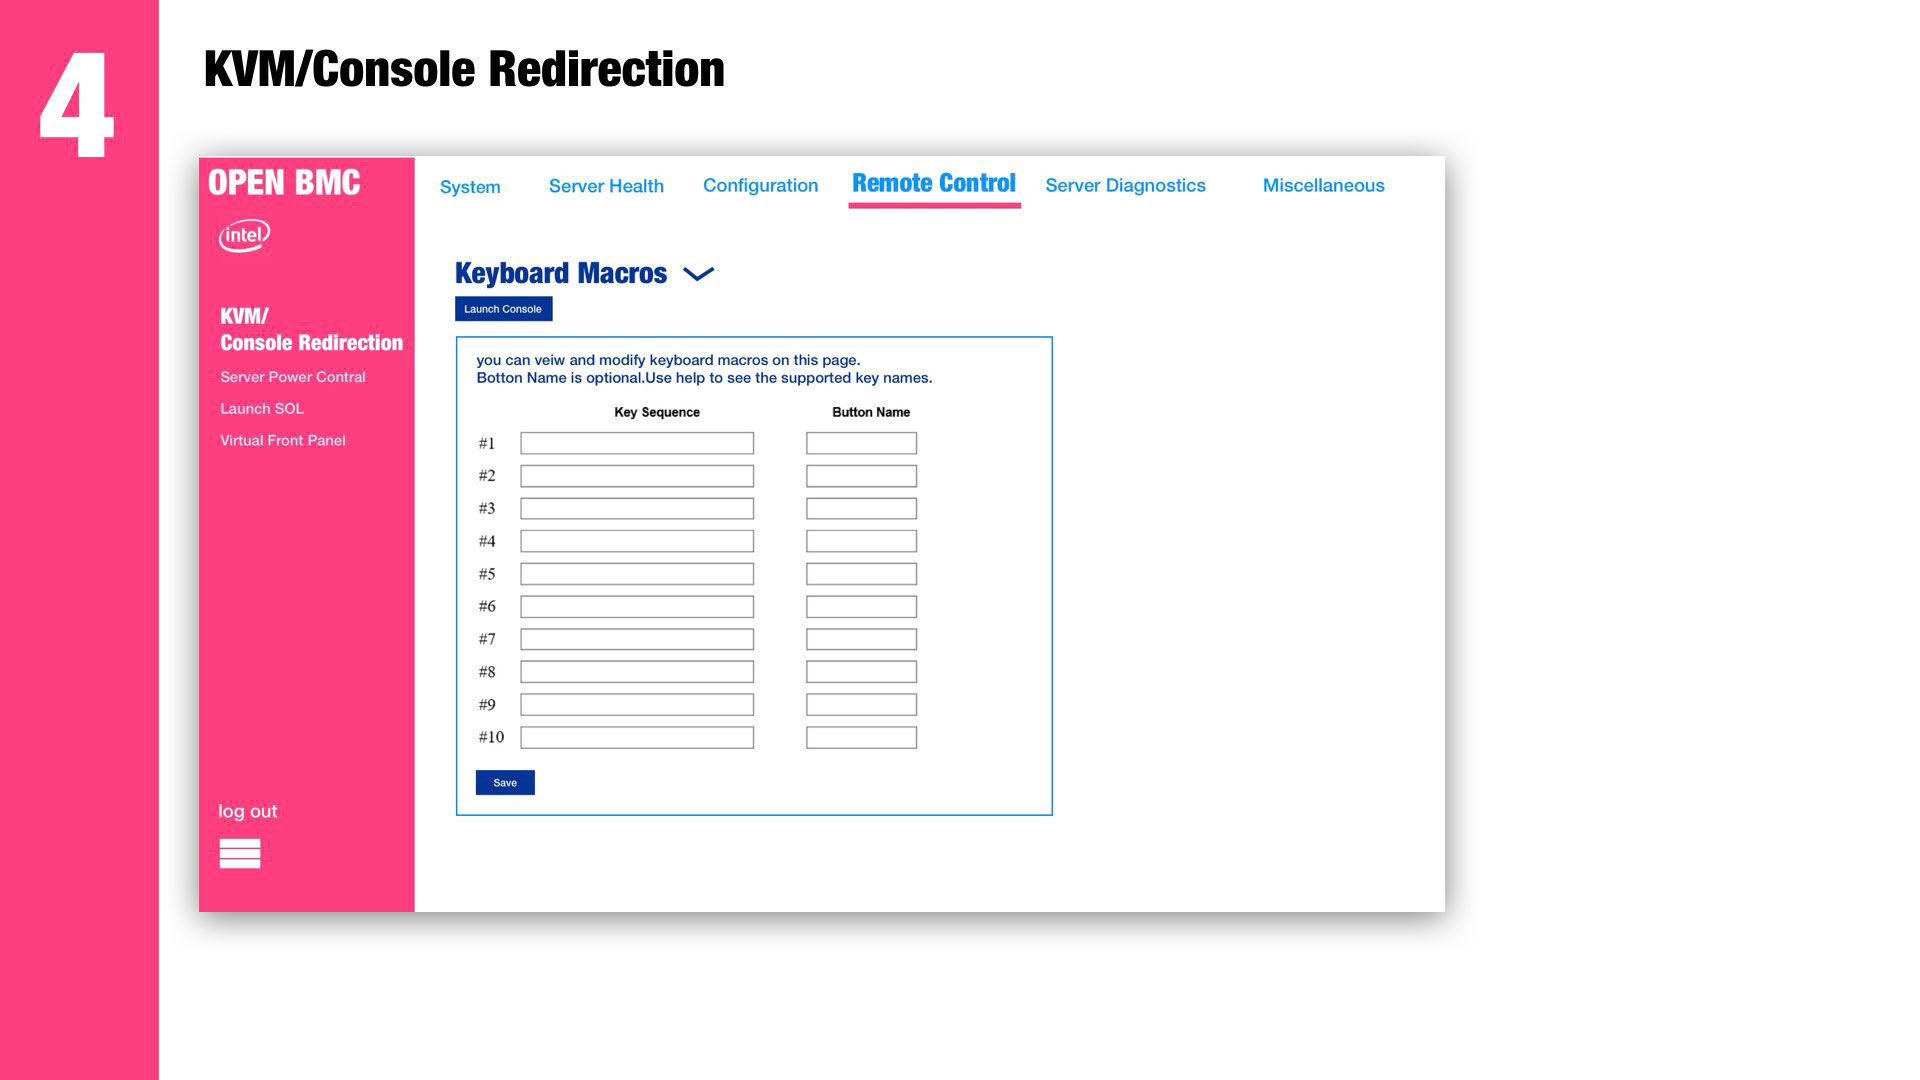 4
KVM/Console Redirection
OPEN BMC
intel
System
Server Health
Configuration
Remote Control
Server Diagnostics
Miscellaneous
KVM/
Console Redirection
Server Power Contral
Launch SOL
Virtual Front Panel
log out
Keyboard Macros
Launch Console
you can veiw and modify keyboard macros on this page.
Botton Name is optional.Use help to see the supported key names.
Key Sequence Button Name
#1
#2
#3
#4
#5
#6
#7
#8
#9
#10
Save